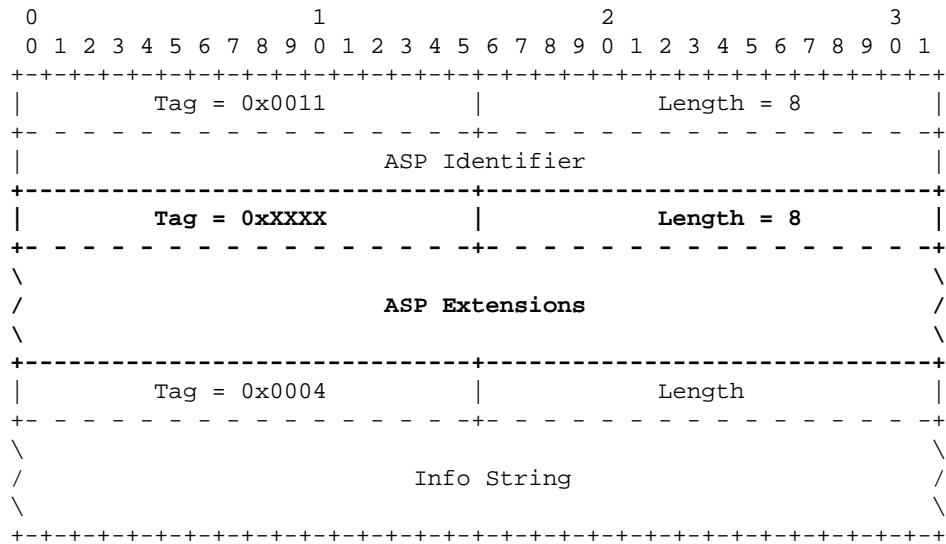 0                   1                   2                   3
 0 1 2 3 4 5 6 7 8 9 0 1 2 3 4 5 6 7 8 9 0 1 2 3 4 5 6 7 8 9 0 1
+-+-+-+-+-+-+-+-+-+-+-+-+-+-+-+-+-+-+-+-+-+-+-+-+-+-+-+-+-+-+-+-+
|         Tag = 0x0011          |            Length = 8         |
+- - - - - - - - - - - - - - - -+- - - - - - - - - - - - - - - -+
|                         ASP Identifier                        |
+-------------------------------+-------------------------------+
|         Tag = 0xXXXX          |            Length = 8         |
+- - - - - - - - - - - - - - - -+- - - - - - - - - - - - - - - -+
\                                                               \
/                         ASP Extensions                        /
\                                                               \
+-------------------------------+-------------------------------+
|         Tag = 0x0004          |            Length             |
+- - - - - - - - - - - - - - - -+- - - - - - - - - - - - - - - -+
\                                                               \
/                           Info String                         /
\                                                               \
+-+-+-+-+-+-+-+-+-+-+-+-+-+-+-+-+-+-+-+-+-+-+-+-+-+-+-+-+-+-+-+-+